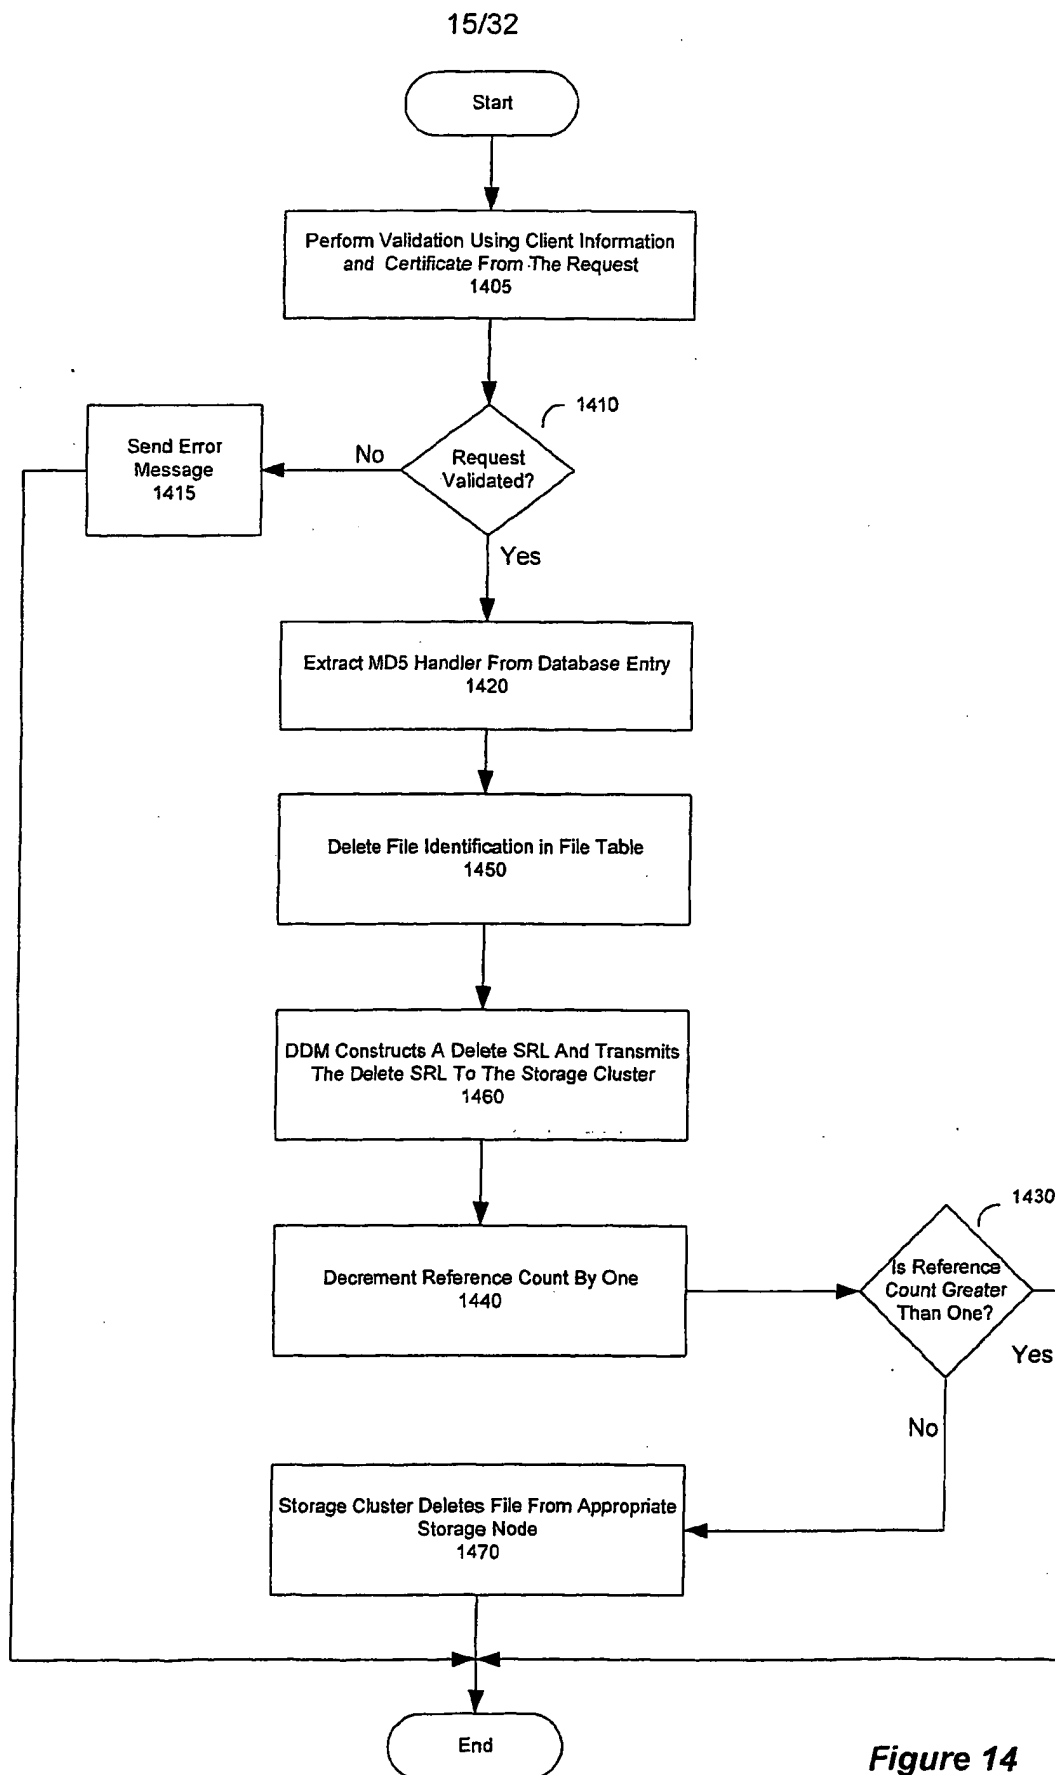 15/32
Start
Perform Validation Using Client Information
and Certificate From The Request
1405
1410
Request
Validated?
No
Send Error
Message
1415
Yes
Extract MD5 Handler From Database Entry
1420
Delete File Identification in File Table
1450
DDM Constructs A Delete SRL And Transmits
The Delete SRL To The Storage Cluster
1460
Decrement Reference Count By One
1440
1430
Is Reference
Count Greater
Than One?
Yes
No
Storage Cluster Deletes File From Appropriate
Storage Node
1470
End
Figure 14